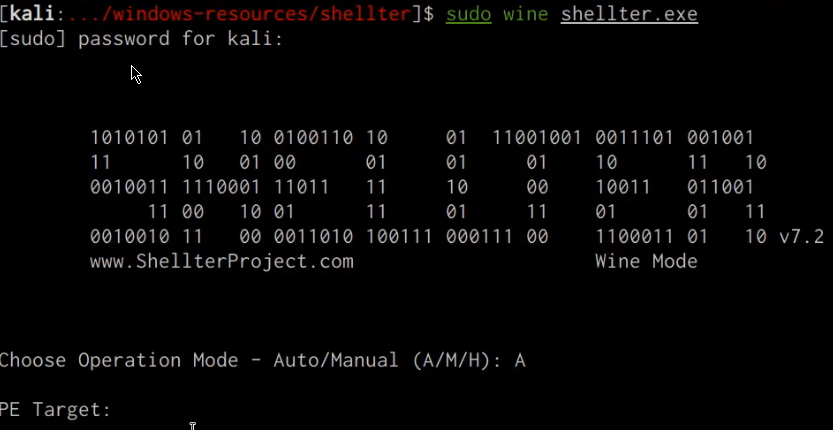 [kali:.../windows-resources/shellter]$ sudo wine shellter.exe
[sudo] password for kali:
1010101 01 10 0100110 10 01 11001001 0011101 001001
11 10 01 00 01 01 01 10 11 10
0010011 1110001 11011 11 10 00 10011 011001
11 00 10 01 11 01 11 01 01 11
0010010 11 00 0011010 100111 000111 00 1100011 01 10 v7.2
www.ShellterProject.com Wine Mode
Choose Operation Mode - Auto/Manual (A/M/H): A
PE Target: